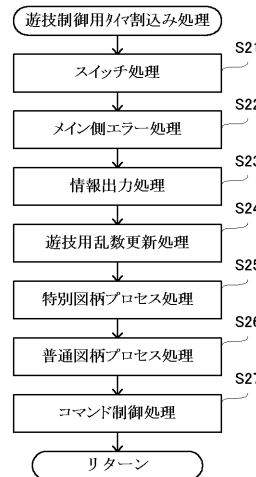 遊技制御用ﾀｲﾏ割込み処理
S21
スイッチ処理
S22
メイン側エラー処理
S23
情報出力処理
S24
遊技用乱数更新処理
S25
特別図柄プロセス処理
S26
普通図柄プロセス処理
S27
コマンド制御処理
リターン